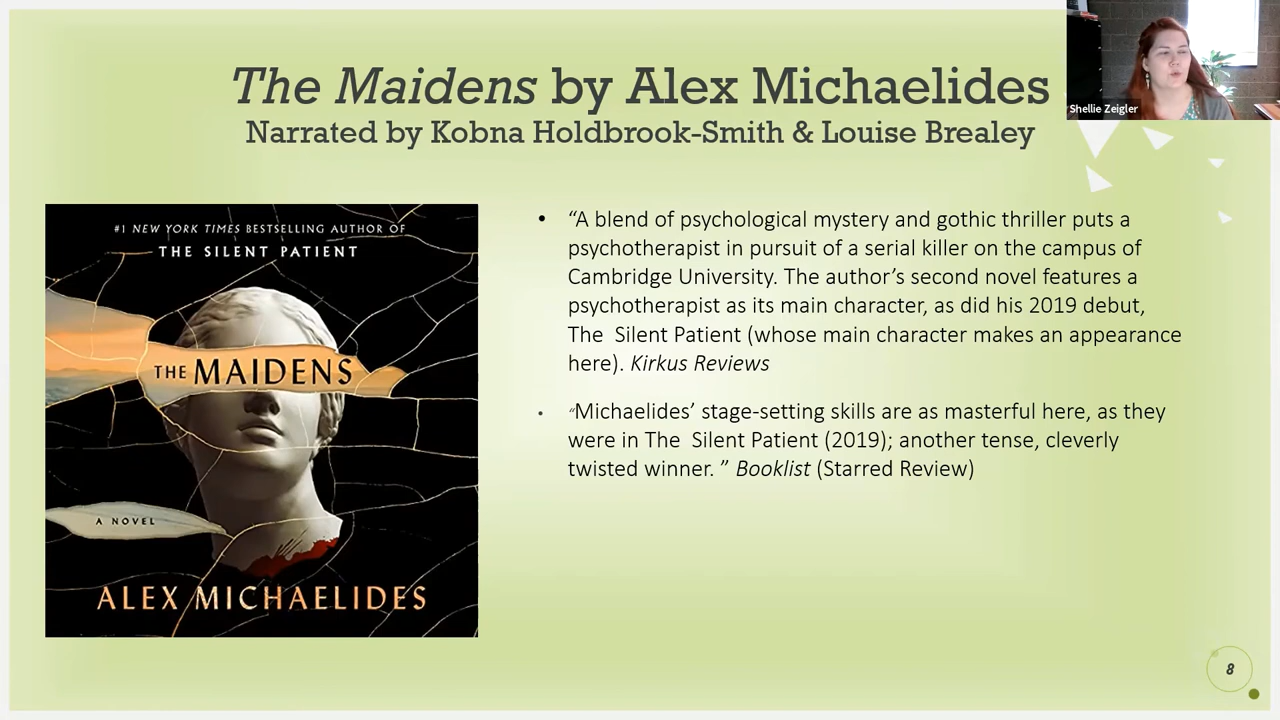 The Maidens by Alex Michaelides
Narrated by Kobna Holdbrook-Smith & Louise Brealey
Shellie Zeigler
#1 NEW YORK TIMES BESTSELLING AUTHOR OF
THE SILENT PATIENT
THE MAIDENS
A NOVEL
ALEX MICHAELIDES
• “A blend of psychological mystery and gothic thriller puts a
psychotherapist in pursuit of a serial killer on the campus of
Cambridge University. The author’s second novel features a
psychotherapist as its main character, as did his 2019 debut,
The Silent Patient (whose main character makes an appearance
here). Kirkus Reviews
• “Michaelides’ stage-setting skills are as masterful here, as they
were in The Silent Patient (2019); another tense, cleverly
twisted winner. ” Booklist (Starred Review)
8